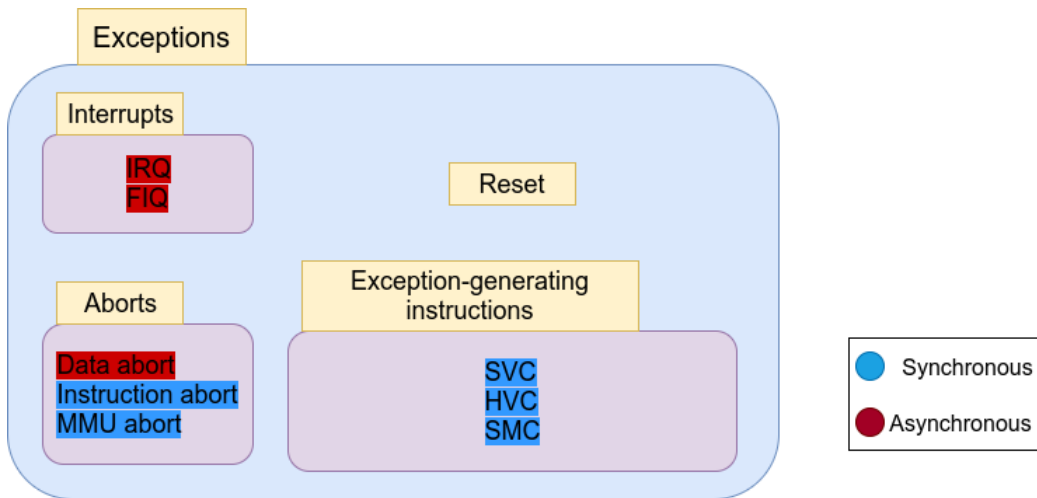 Exceptions
Interrupts
IRQ
FIQ
Reset
Aborts
Data abort
Instruction abort
MMU abort
Exception-generating
instructions
SVC
HVC
SMC
Synchronous
Asynchronous